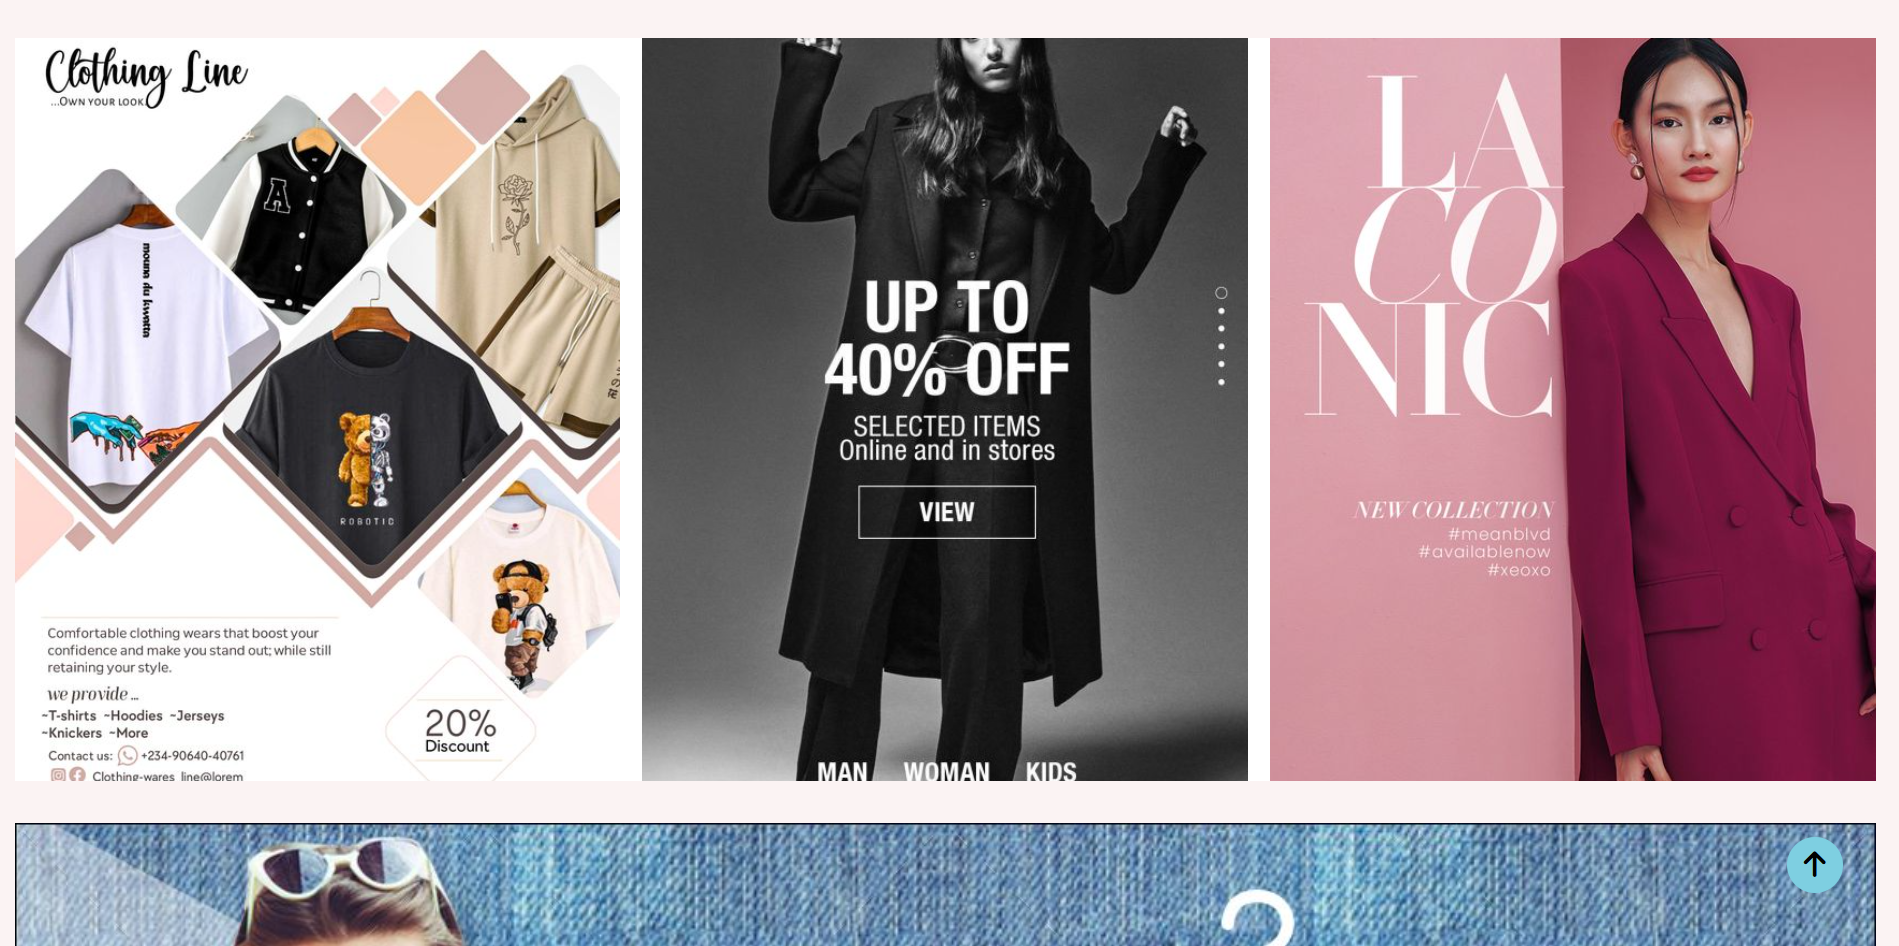 Clothing Line
...OWN YOUR LOOK
A
mouna du kwatta
ROBOTIC
Comfortable clothing wears that boost your
confidence and make you stand out; while still
retaining your style.
we provide ...
~T-shirts ~Hoodies ~Jerseys
~Knickers ~More
Contact us: +234-90640-40761
Clothing-wares_line@lorem
20%
Discount
UP TO
40% OFF
SELECTED ITEMS
Online and in stores
VIEW
MAN WOMAN KIDS
LA
CO
NIC
NEW COLLECTION
#meanblvd
#availablenow
#xeoxo